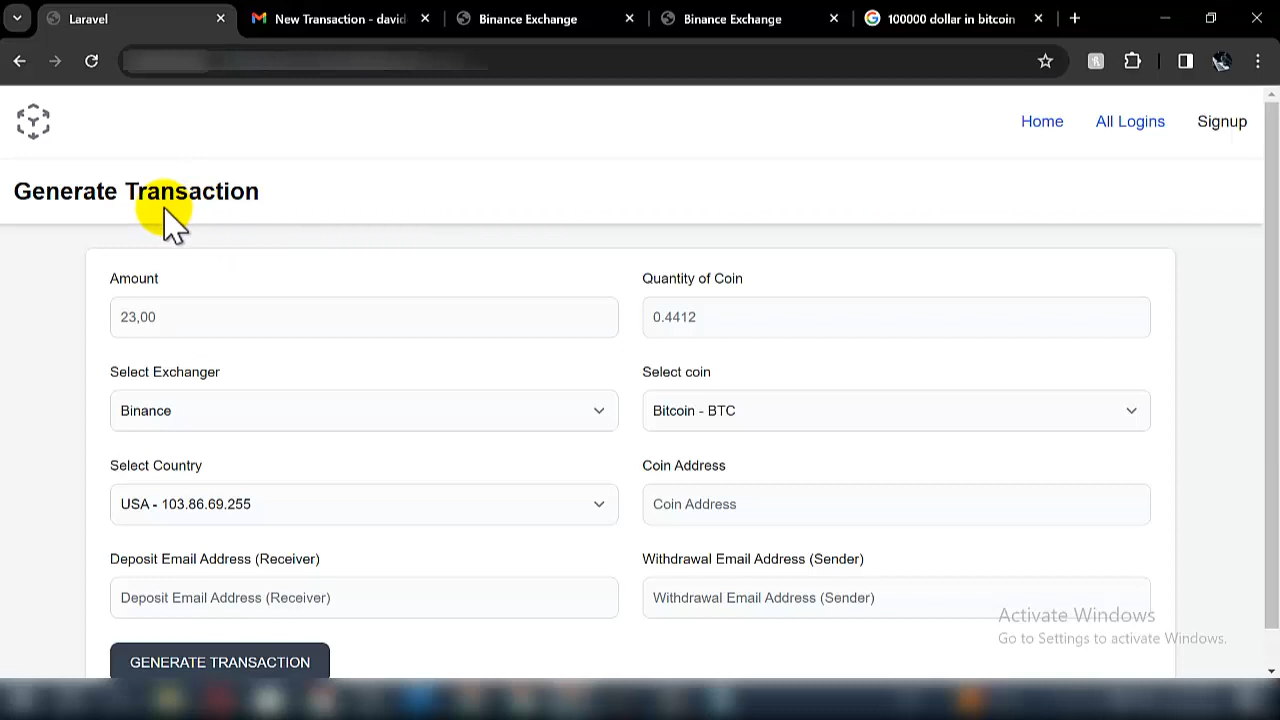 Laravel
New Transaction - david
Binance Exchange
Binance Exchange
100000 dollar in bitcoin
Home
All Logins
Signup
Generate Transaction
Amount
Quantity of Coin
23,00
0.4412
Select Exchanger
Select coin
Binance
Bitcoin - BTC
Select Country
Coin Address
USA - 103.86.69.255
Coin Address
Deposit Email Address (Receiver)
Withdrawal Email Address (Sender)
Deposit Email Address (Receiver)
Withdrawal Email Address (Sender)
Activate Windows
Go to Settings to activate Windows.
GENERATE TRANSACTION